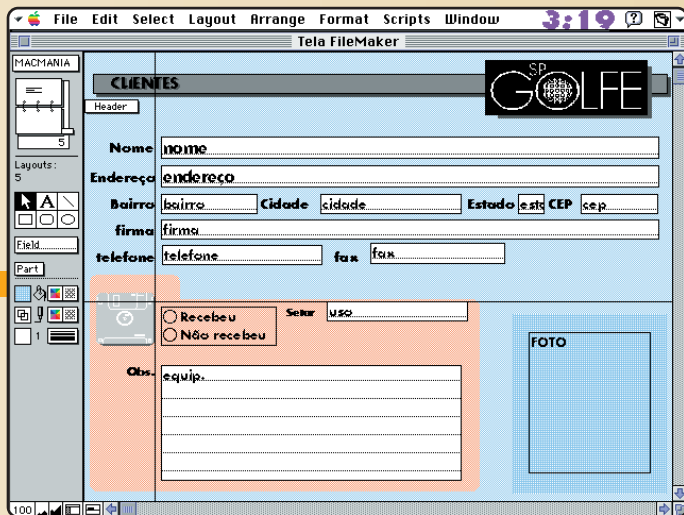 File Edit Select Layout Arrange Format Scripts Window 3:19
Tela FileMaker
MACMANIA
CLIENTES
SP
GOLFE
Header
5
Nome nome
Layouts:
5
Endereço endereço
Bairro bairro Cidade cidade Estado esta CEP cep
A
firma firma
Field
telefone telefone fax fax
Part
Recebeu
Setor uso
Não recebeu
1
FOTO
Obs. equip.
100